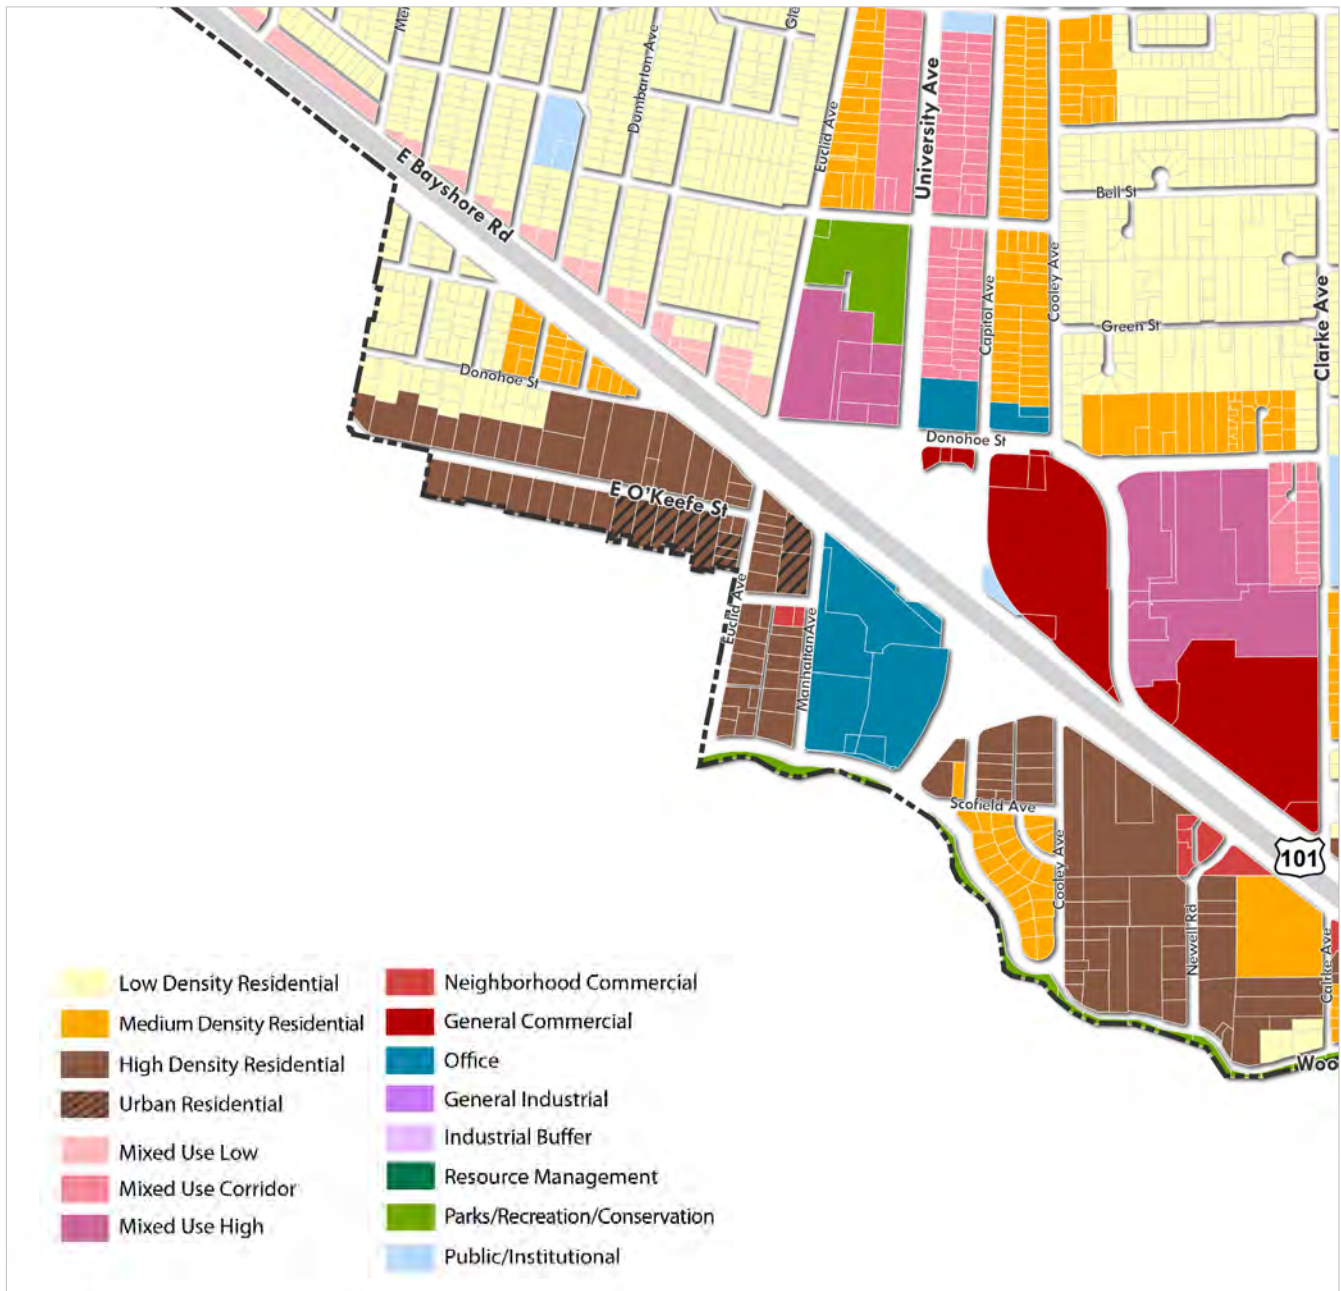 Dumbarton Ave
Euclid Ave
University Ave
E Bayshore Rd
Bell St
Cooley Ave
Capitol Ave
Green St
Clarke Ave
Donohoe St
Donohoe St
E O'Keefe St
Euclid Ave
Manhattan Ave
Scofield Ave
Cooley Ave
101
Newell Rd
Woo
Low Density Residential
Medium Density Residential
High Density Residential
Urban Residential
Mixed Use Low
Mixed Use Corridor
Mixed Use High
Neighborhood Commercial
General Commercial
Office
General Industrial
Industrial Buffer
Resource Management
Parks/Recreation/Conservation
Public/Institutional